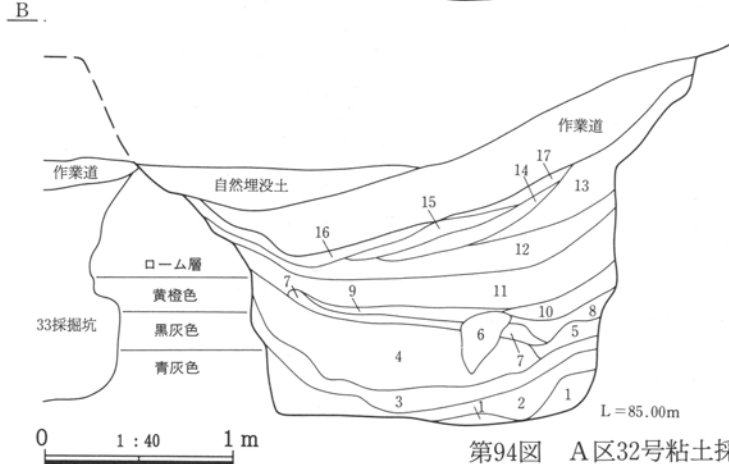 B
作業道
作業道
自然埋没土
17
14
13
15
16
12
ローム層
7
9
11
黄橙色
10
8
33採掘坑
黒灰色
6
5
4
7
青灰色
3
1
2
1
L=85.00m
0 1:40 1m
第94図 A区32号粘土採